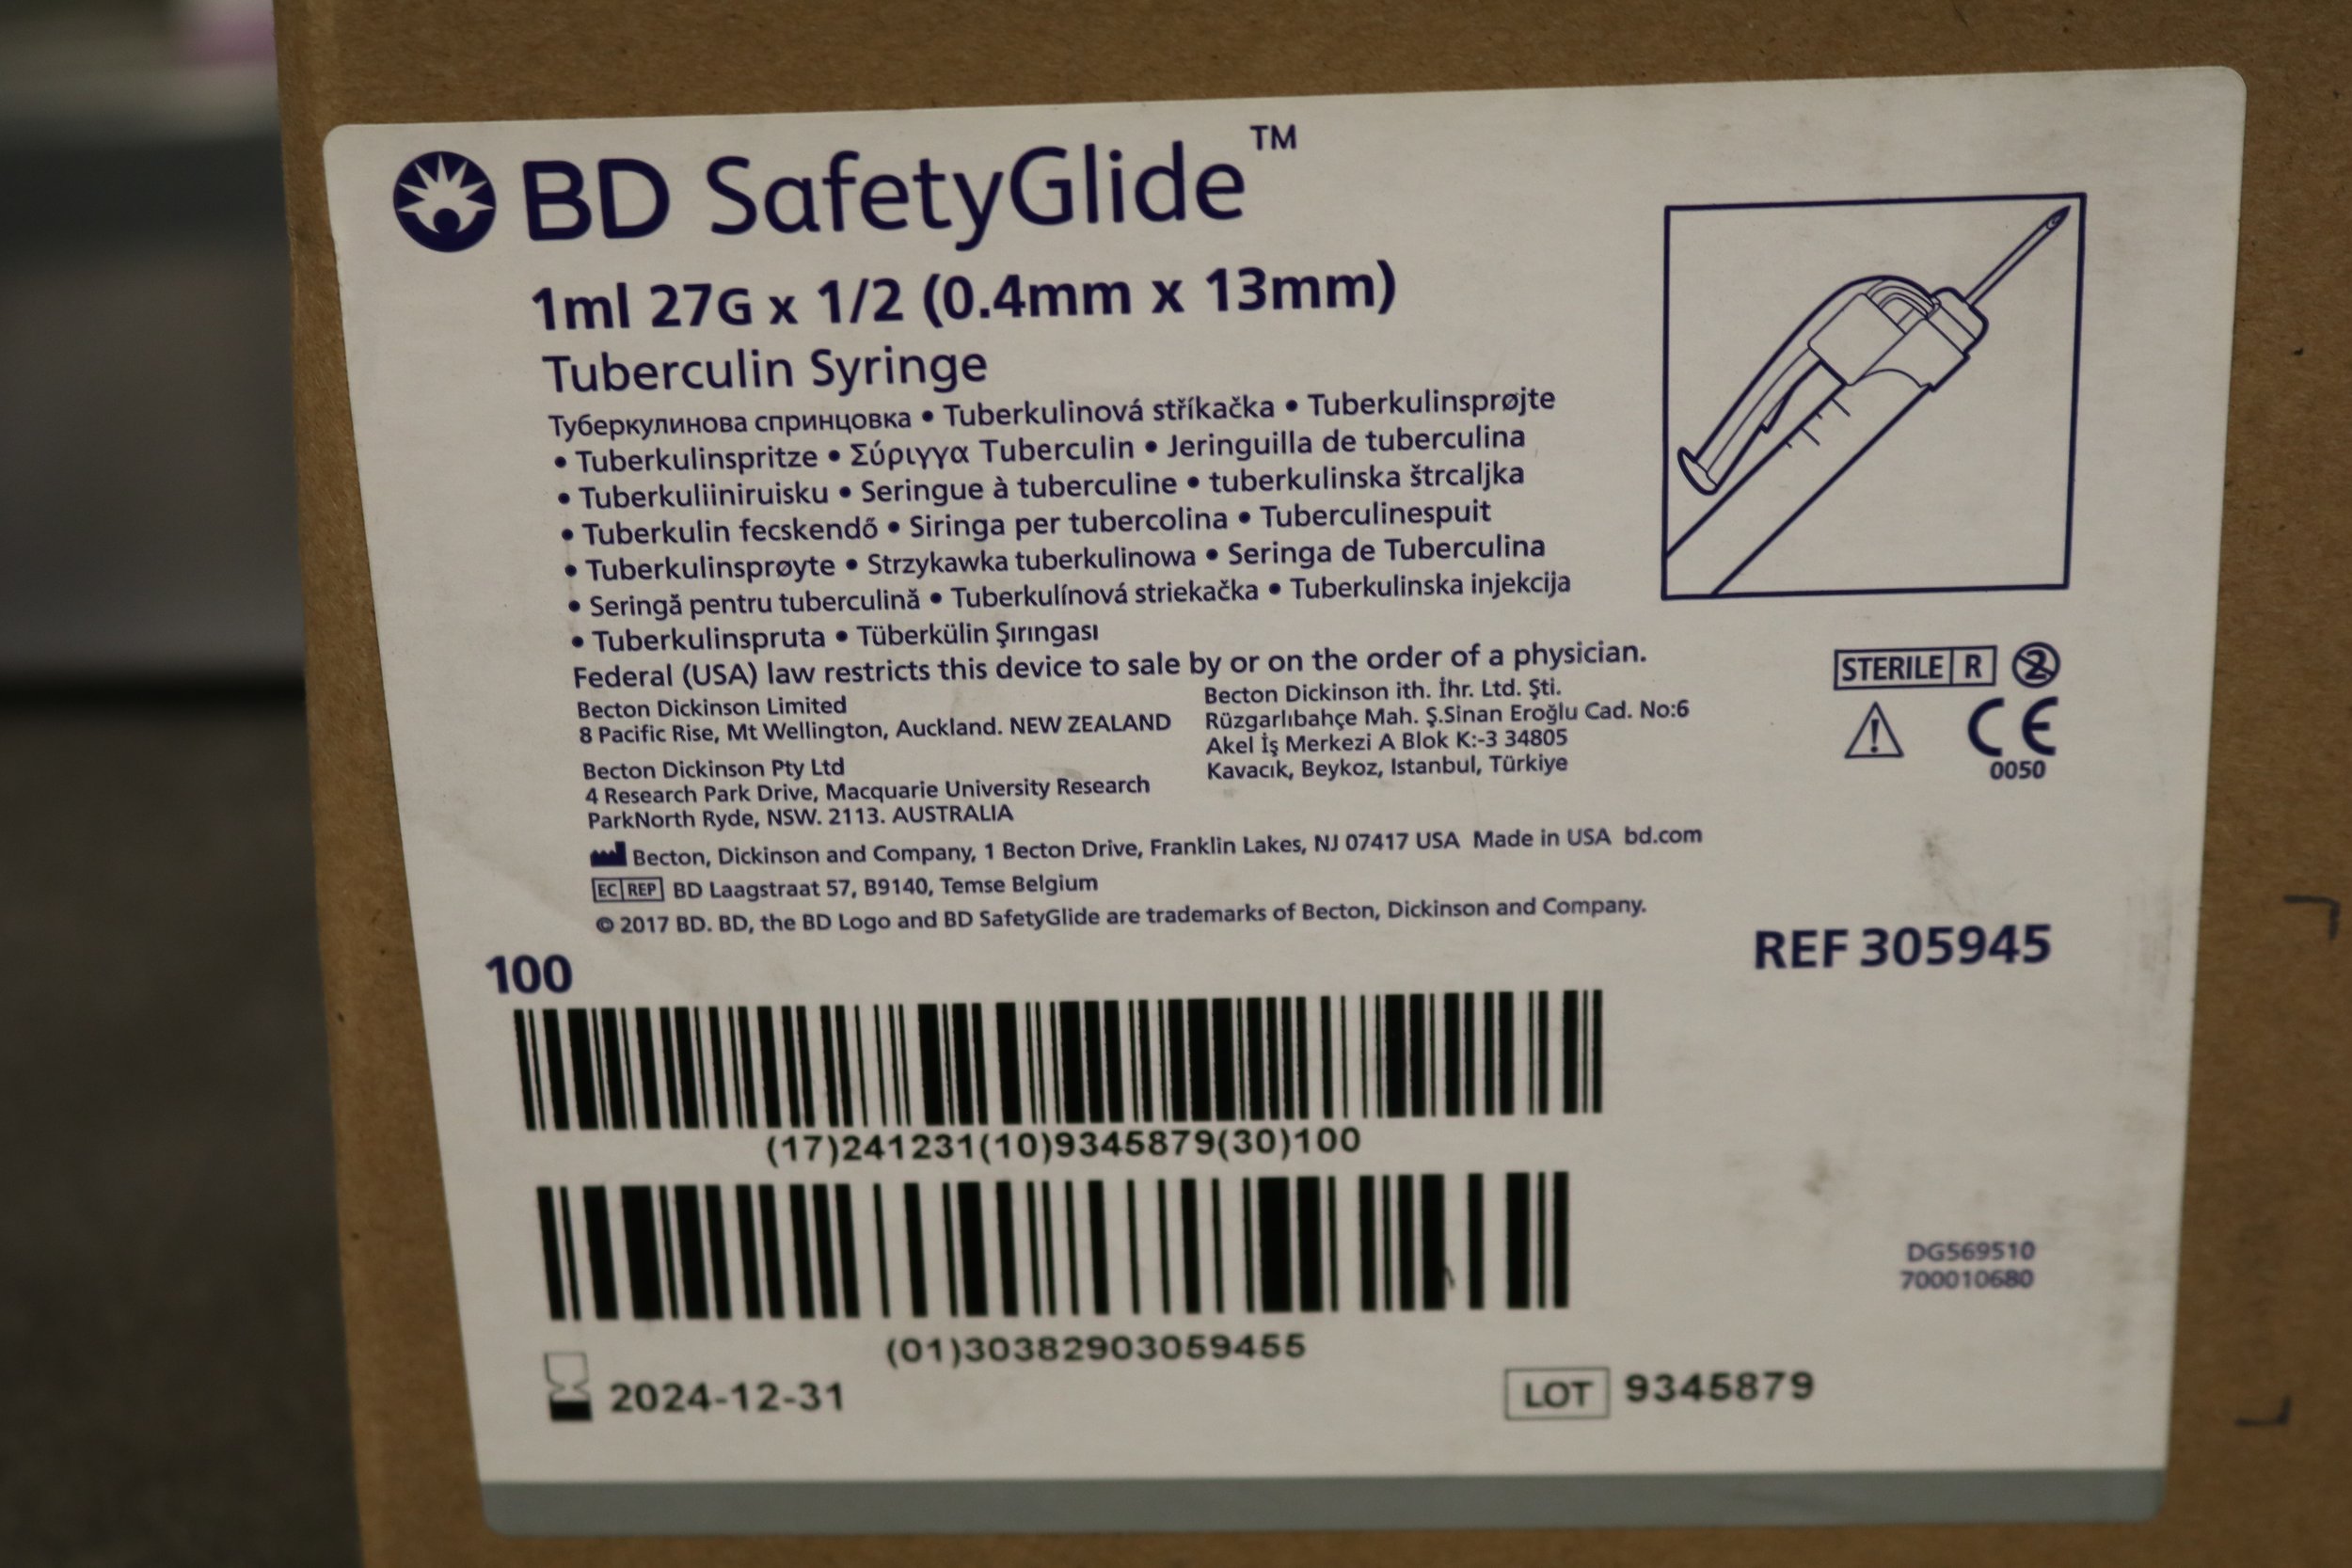 BD SafetyGlide™
1ml 27G x 1/2 (0.4mm x 13mm)
Tuberculin Syringe
Туберкулинова спринцовка • Tuberkulinová stříkačka • Tuberkulinsprøjte
• Tuberkulinspritze • Σύριγγα Tuberculin • Jeringuilla de tuberculina
• Tuberkuliiniruisku • Seringue à tuberculine • tuberkulinska štrcaljka
• Tuberkulin fecskendő • Siringa per tubercolina • Tuberculinespuit
• Tuberkulinsprøyte • Strzykawka tuberkulinowa • Seringa de Tuberculina
• Seringă pentru tuberculină • Tuberkulínová striekačka • Tuberkulinska injekcija
• Tuberkulinspruta • Tüberkülin Şırıngası
Federal (USA) law restricts this device to sale by or on the order of a physician.
Becton Dickinson Limited
8 Pacific Rise, Mt Wellington, Auckland. NEW ZEALAND
Becton Dickinson Pty Ltd
4 Research Park Drive, Macquarie University Research
ParkNorth Ryde, NSW. 2113. AUSTRALIA
Becton Dickinson ith. İhr. Ltd. Şti.
Rüzgarlıbahçe Mah. Ş.Sinan Eroğlu Cad. No:6
Akel İş Merkezi A Blok K:-3 34805
Kavacık, Beykoz, Istanbul, Türkiye
STERILE R 2
CE
0050
Becton, Dickinson and Company, 1 Becton Drive, Franklin Lakes, NJ 07417 USA Made in USA bd.com
EC REP BD Laagstraat 57, B9140, Temse Belgium
© 2017 BD. BD, the BD Logo and BD SafetyGlide are trademarks of Becton, Dickinson and Company.
REF 305945
100
(17)241231(10)9345879(30)100
(01)30382903059455
DG569510
700010680
2024-12-31
LOT 9345879